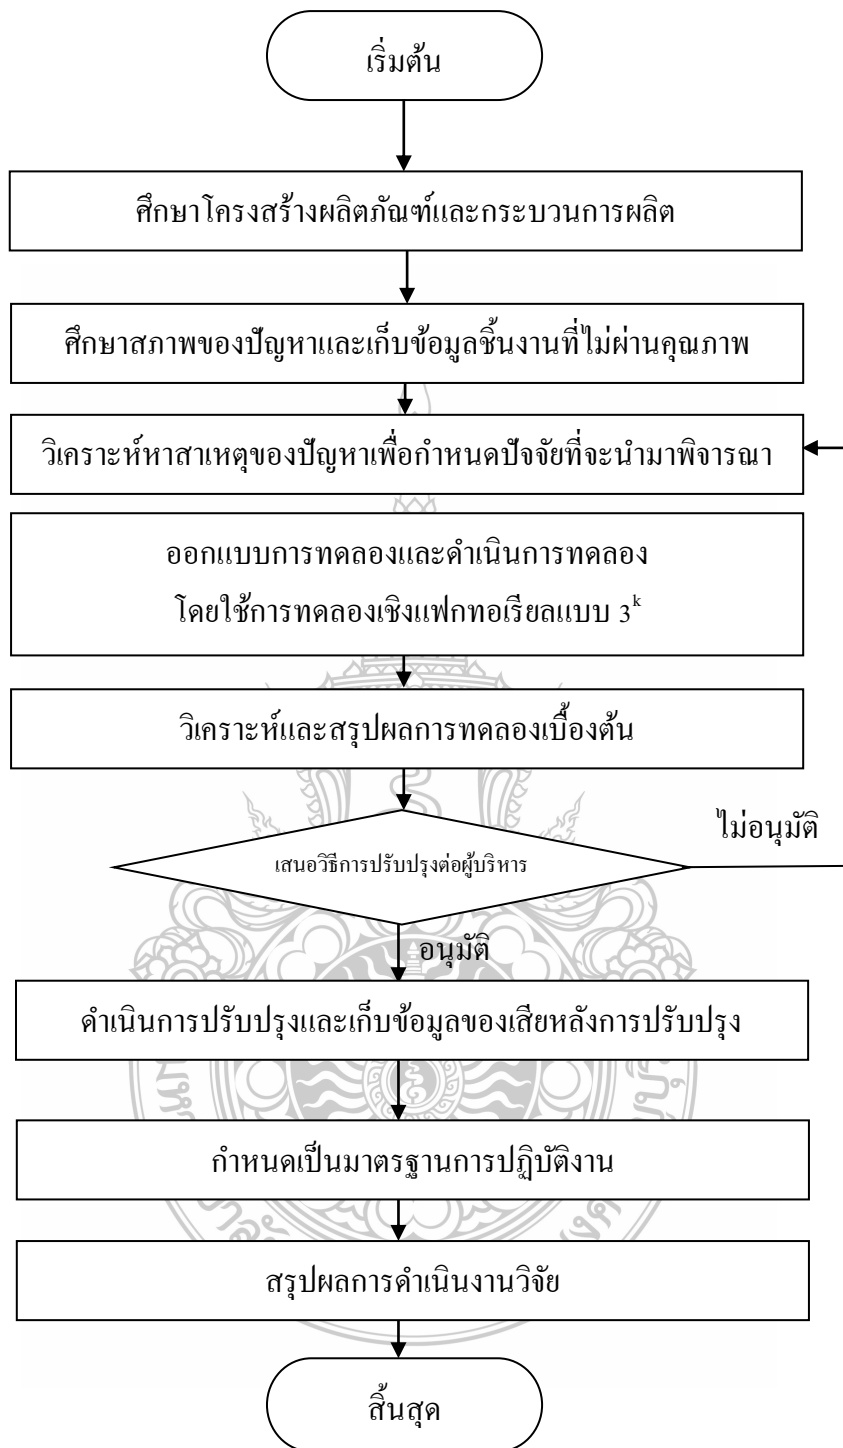 เริ่มต้น
ศึกษาโครงสร้างผลิตภัณฑ์และกระบวนการผลิต
ศึกษาสภาพของปัญหาและเก็บข้อมูลชิ้นงานที่ไม่ผ่านคุณภาพ
วิเคราะห์หาสาเหตุของปัญหาเพื่อกำหนดปัจจัยที่จะนำมาพิจารณา
ออกแบบการทดลองและดำเนินการทดลอง
โดยใช้การทดลองเชิงแฟกทอเรียลแบบ 3^k
วิเคราะห์และสรุปผลการทดลองเบื้องต้น
ไม่อนุมัติ
เสนอวิธีการปรับปรุงต่อผู้บริหาร
อนุมัติ
ดำเนินการปรับปรุงและเก็บข้อมูลของเสียหลังการปรับปรุง
กำหนดเป็นมาตรฐานการปฏิบัติงาน
สรุปผลการดำเนินงานวิจัย
สิ้นสุด